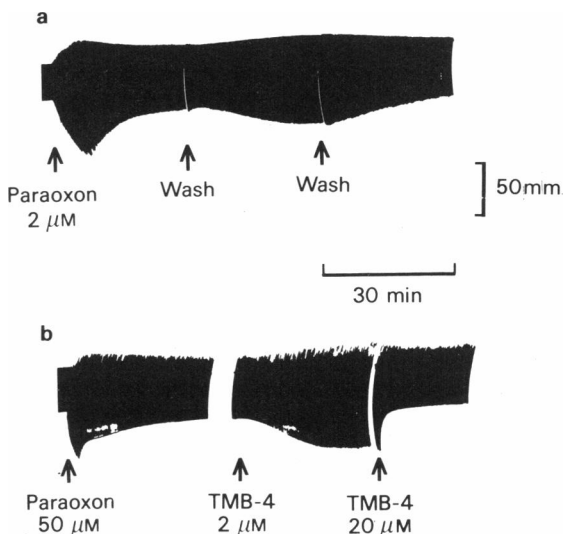 a
Paraoxon
2 μM
Wash
Wash
50mm
30 min
b
Paraoxon
50 μM
TMB-4
2 μM
TMB-4
20 μM